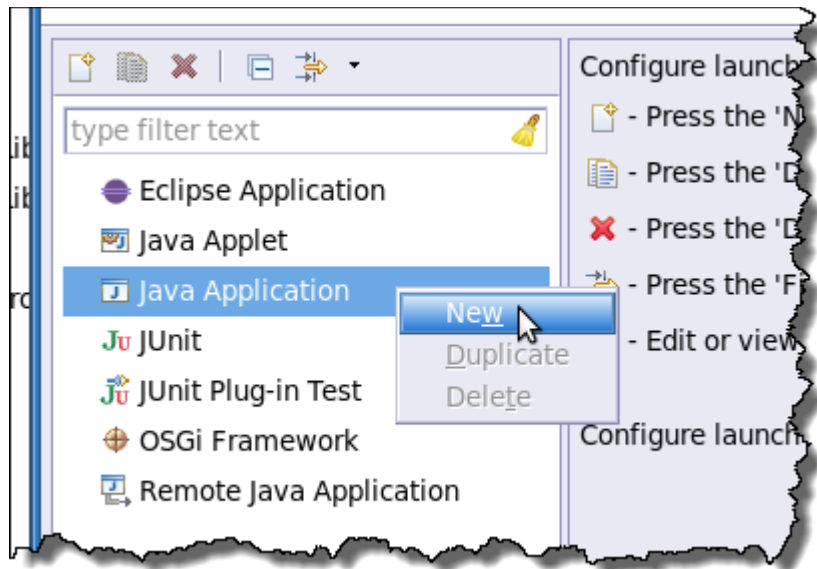 type filter text
Eclipse Application
Java Applet
Java Application
JUnit
JUnit Plug-in Test
OSGi Framework
Remote Java Application
New
Duplicate
Delete
Configure launch
- Press the 'N
- Press the 'D
- Press the 'D
- Press the 'F
- Edit or view
Configure launch